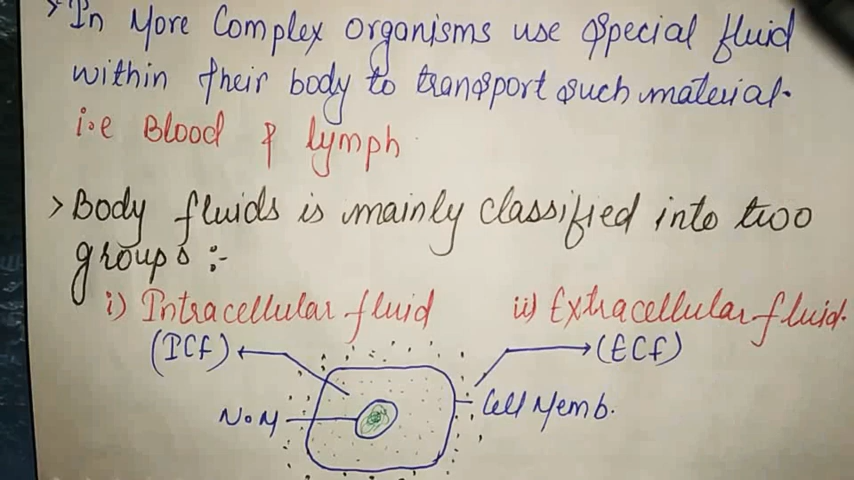 > In More Complex organisms use special fluid
within their body to transport such material.
i.e Blood & lymph
> Body fluids is mainly classified into two
groups :-
i) Intracellular fluid ii) Extracellular fluid.
(ICF) (ECF)
N.M Cell Memb.